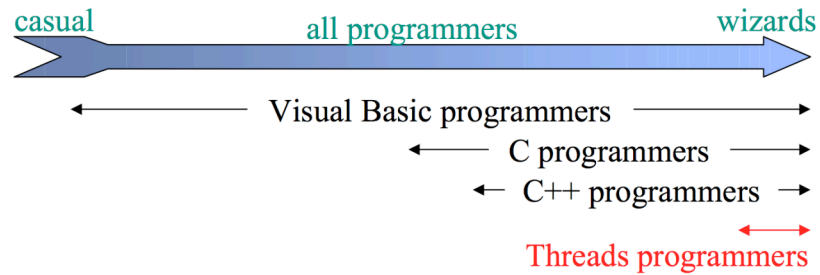 casual all programmers wizards
Visual Basic programmers
C programmers
C++ programmers
Threads programmers